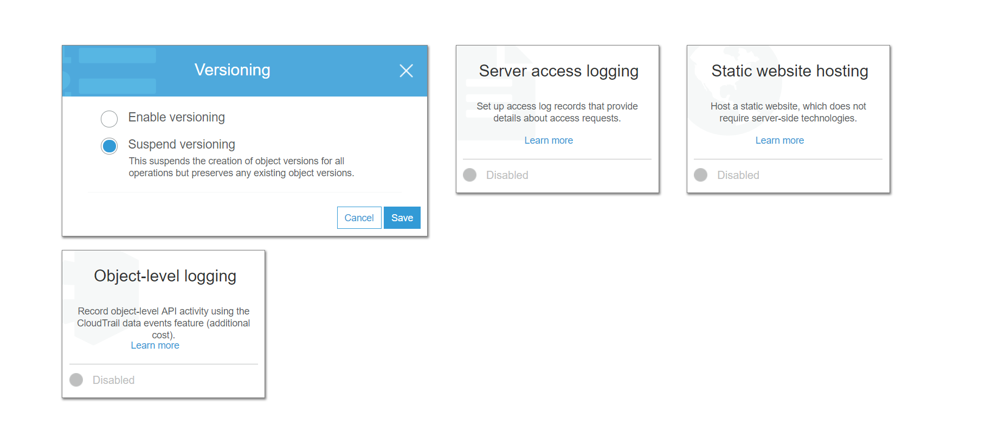 Versioning
Enable versioning
Suspend versioning
This suspends the creation of object versions for all
operations but preserves any existing object versions.
Cancel
Save
Server access logging
Set up access log records that provide
details about access requests.
Learn more
Disabled
Static website hosting
Host a static website, which does not
require server-side technologies.
Learn more
Disabled
Object-level logging
Record object-level API activity using the
CloudTrail data events feature (additional
cost).
Learn more
Disabled